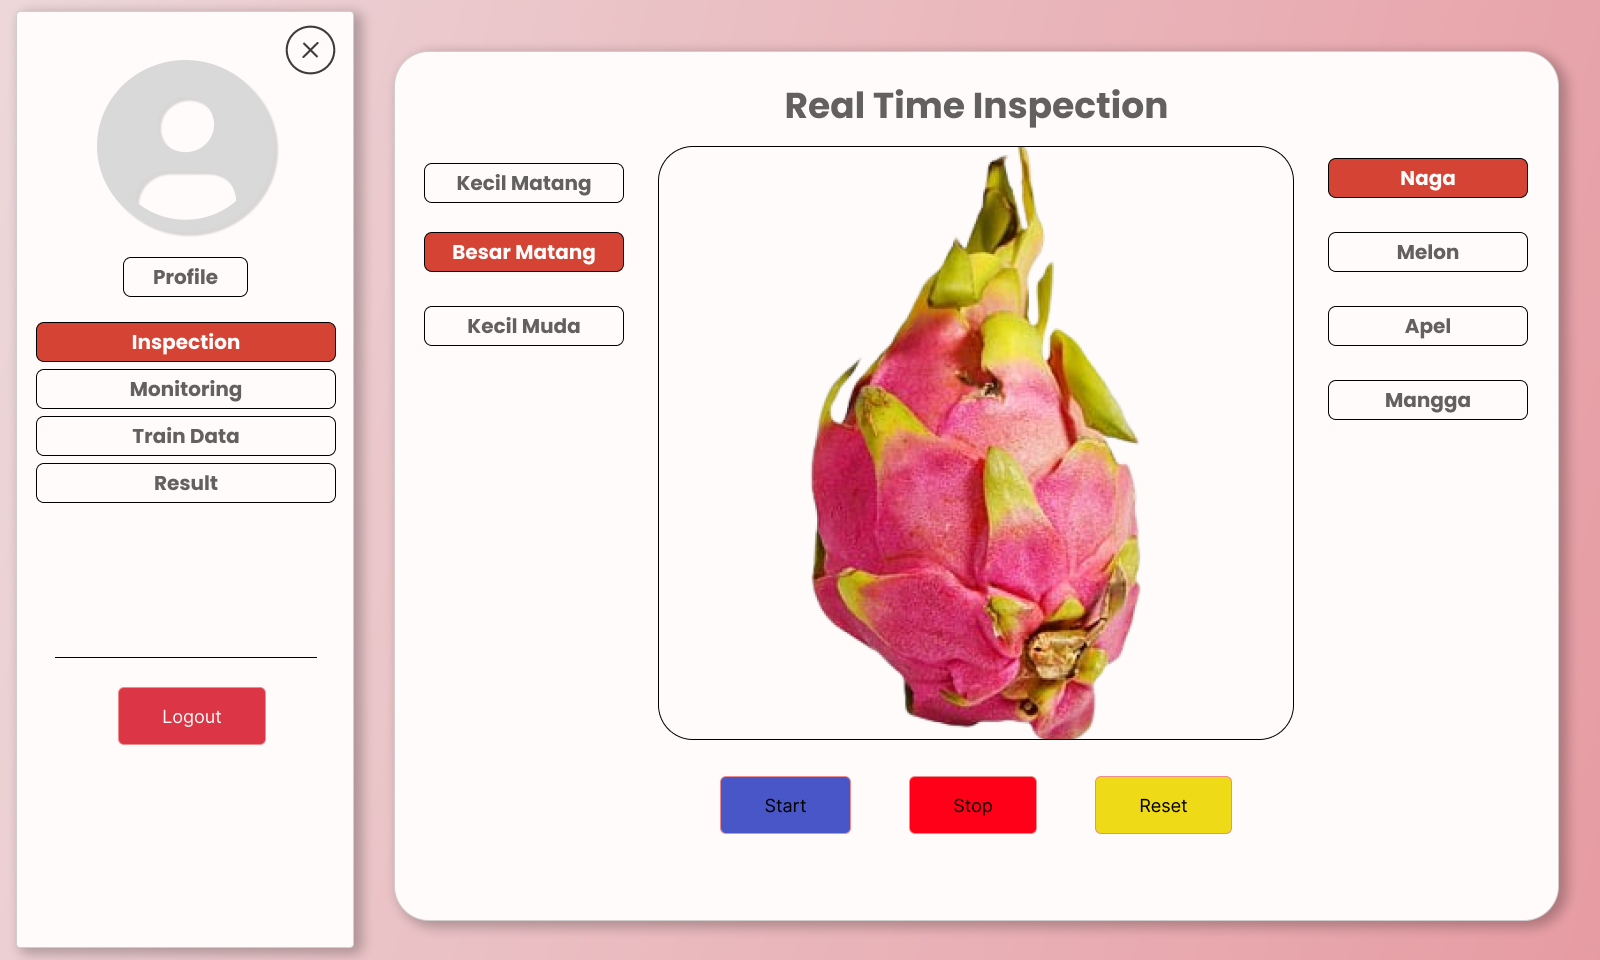 Profile
Inspection
Monitoring
Train Data
Result
Logout
Real Time Inspection
Kecil Matang
Besar Matang
Kecil Muda
Naga
Melon
Apel
Mangga
Start
Stop
Reset